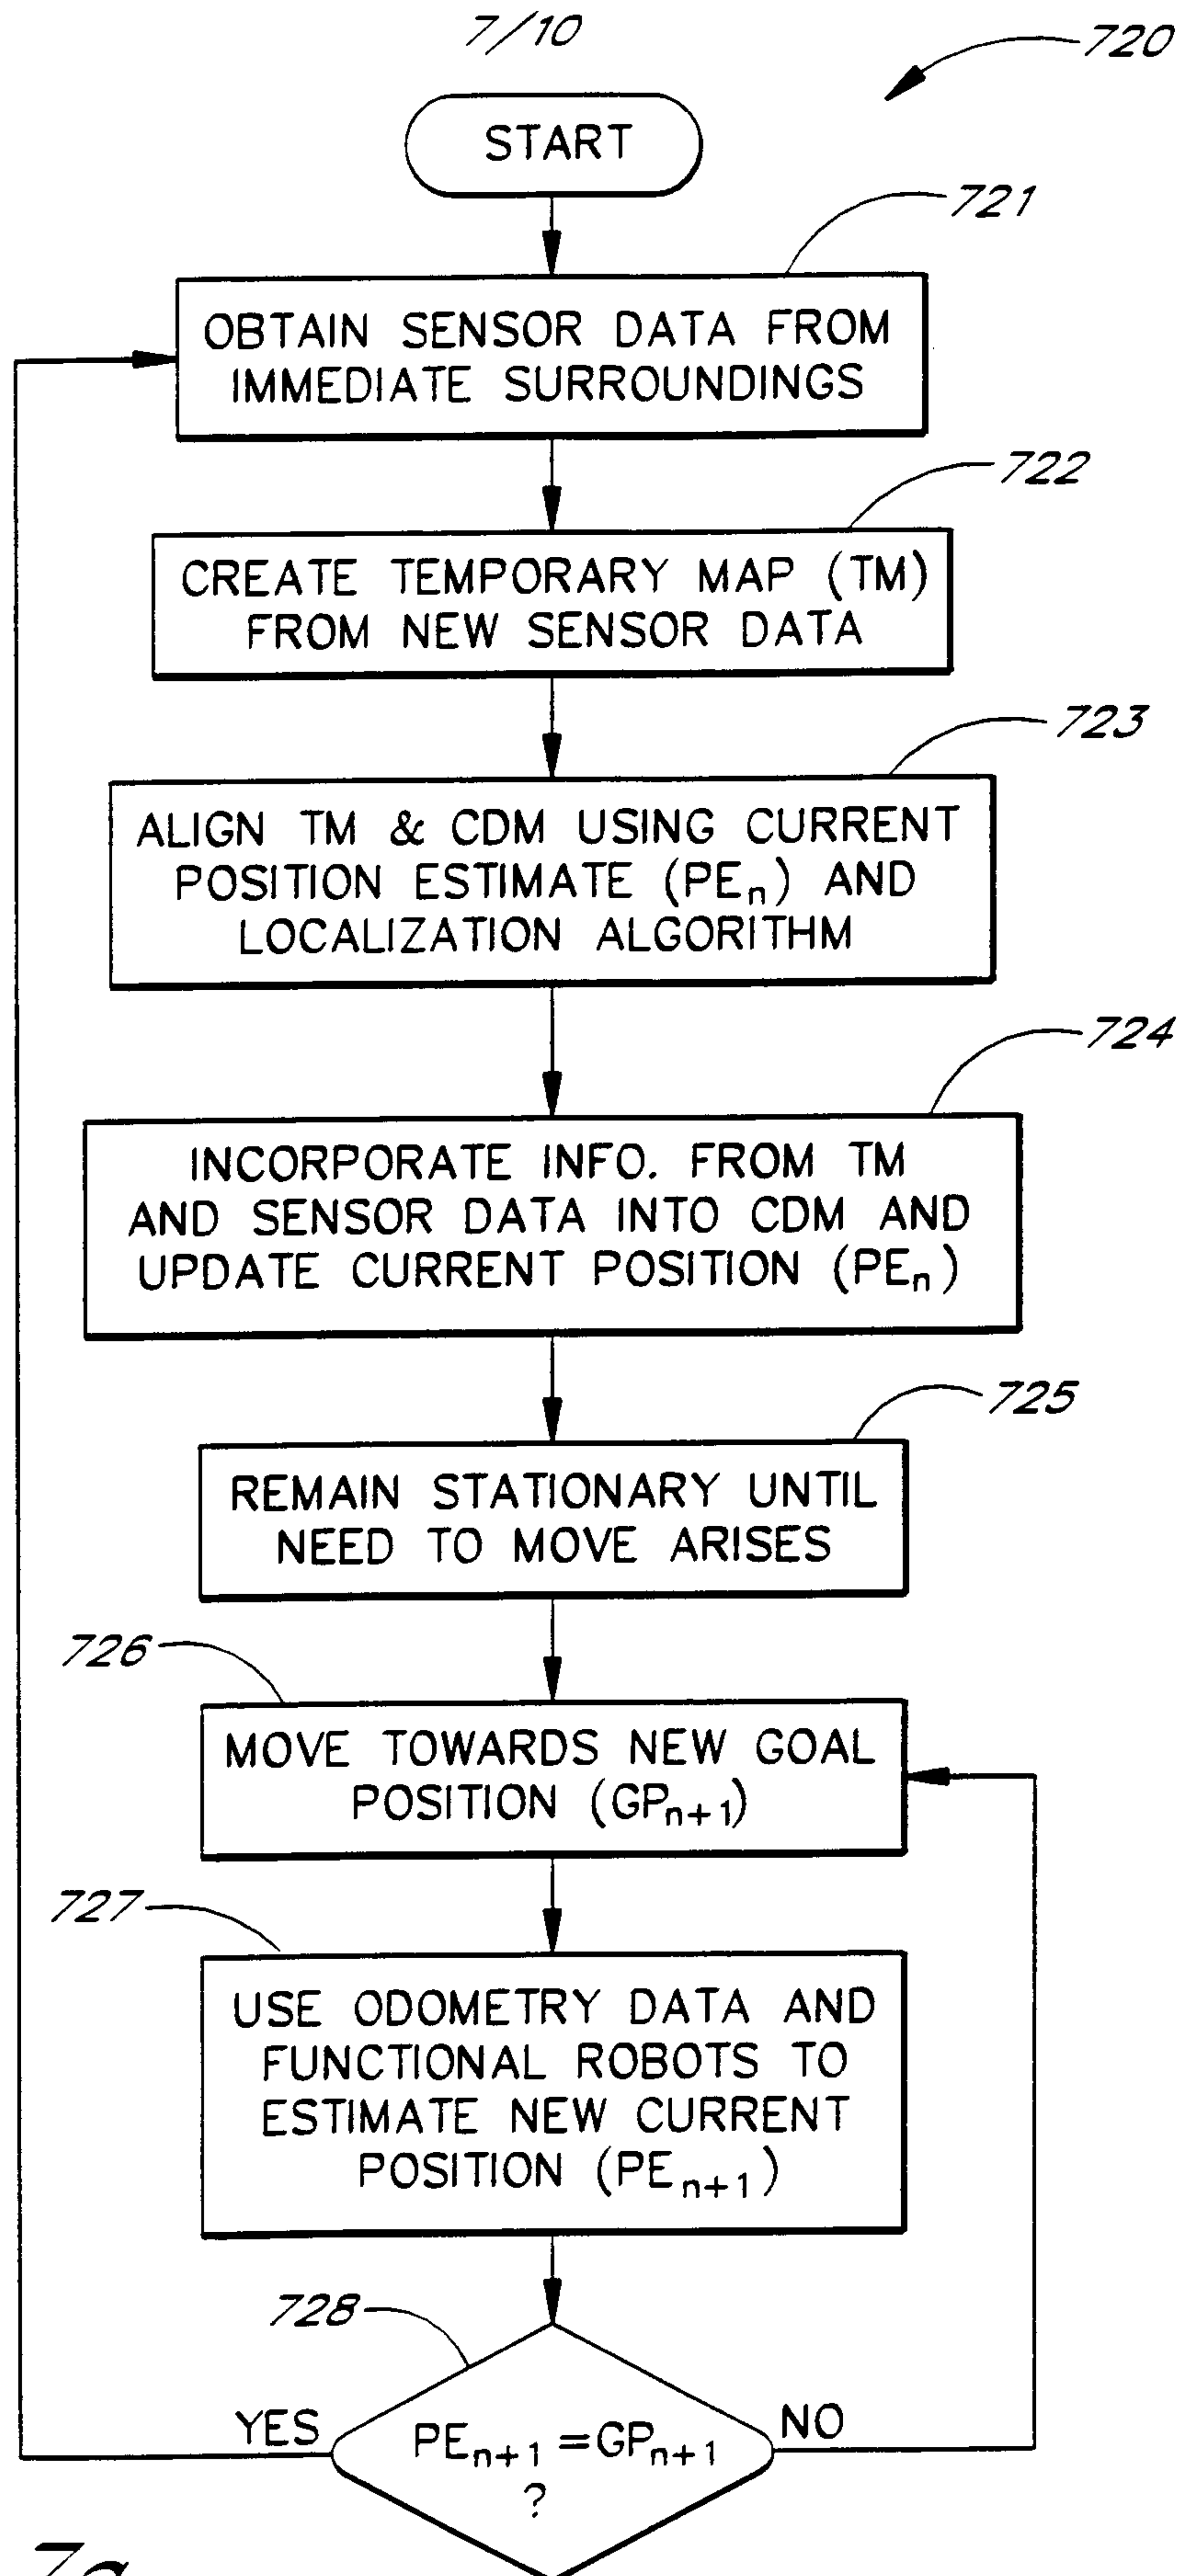 7/10
720
START
721
OBTAIN SENSOR DATA FROM
IMMEDIATE SURROUNDINGS
722
CREATE TEMPORARY MAP (TM)
FROM NEW SENSOR DATA
723
ALIGN TM & CDM USING CURRENT
POSITION ESTIMATE (PEₙ) AND
LOCALIZATION ALGORITHM
724
INCORPORATE INFO. FROM TM
AND SENSOR DATA INTO CDM AND
UPDATE CURRENT POSITION (PEₙ)
725
REMAIN STATIONARY UNTIL
NEED TO MOVE ARISES
726
MOVE TOWARDS NEW GOAL
POSITION (GPₙ₊₁)
727
USE ODOMETRY DATA AND
FUNCTIONAL ROBOTS TO
ESTIMATE NEW CURRENT
POSITION (PEₙ₊₁)
728
YES
NO
PEₙ₊₁ =GPₙ₊₁
?